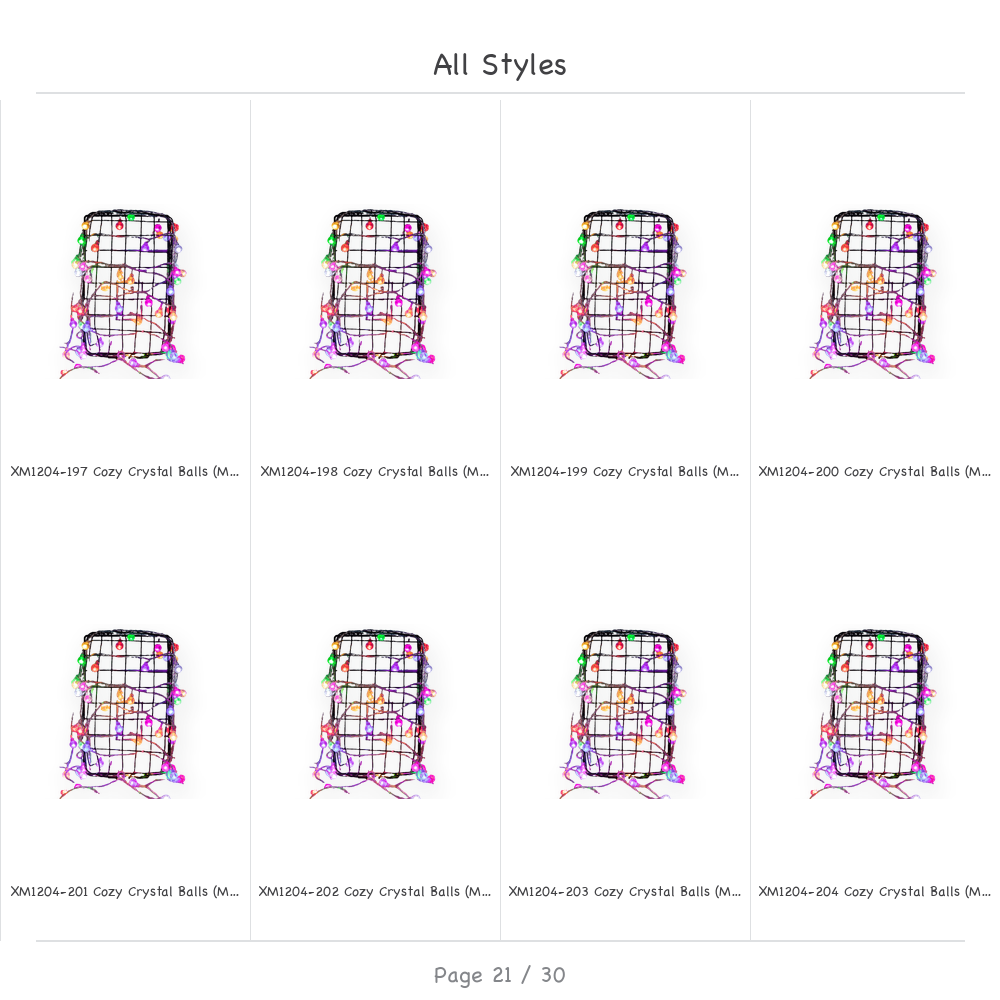 All Styles
XM1204-197 Cozy Crystal Balls (M...
XM1204-198 Cozy Crystal Balls (M...
XM1204-199 Cozy Crystal Balls (M...
XM1204-200 Cozy Crystal Balls (M...
XM1204-201 Cozy Crystal Balls (M...
XM1204-202 Cozy Crystal Balls (M...
XM1204-203 Cozy Crystal Balls (M...
XM1204-204 Cozy Crystal Balls (M...
Page 21 / 30